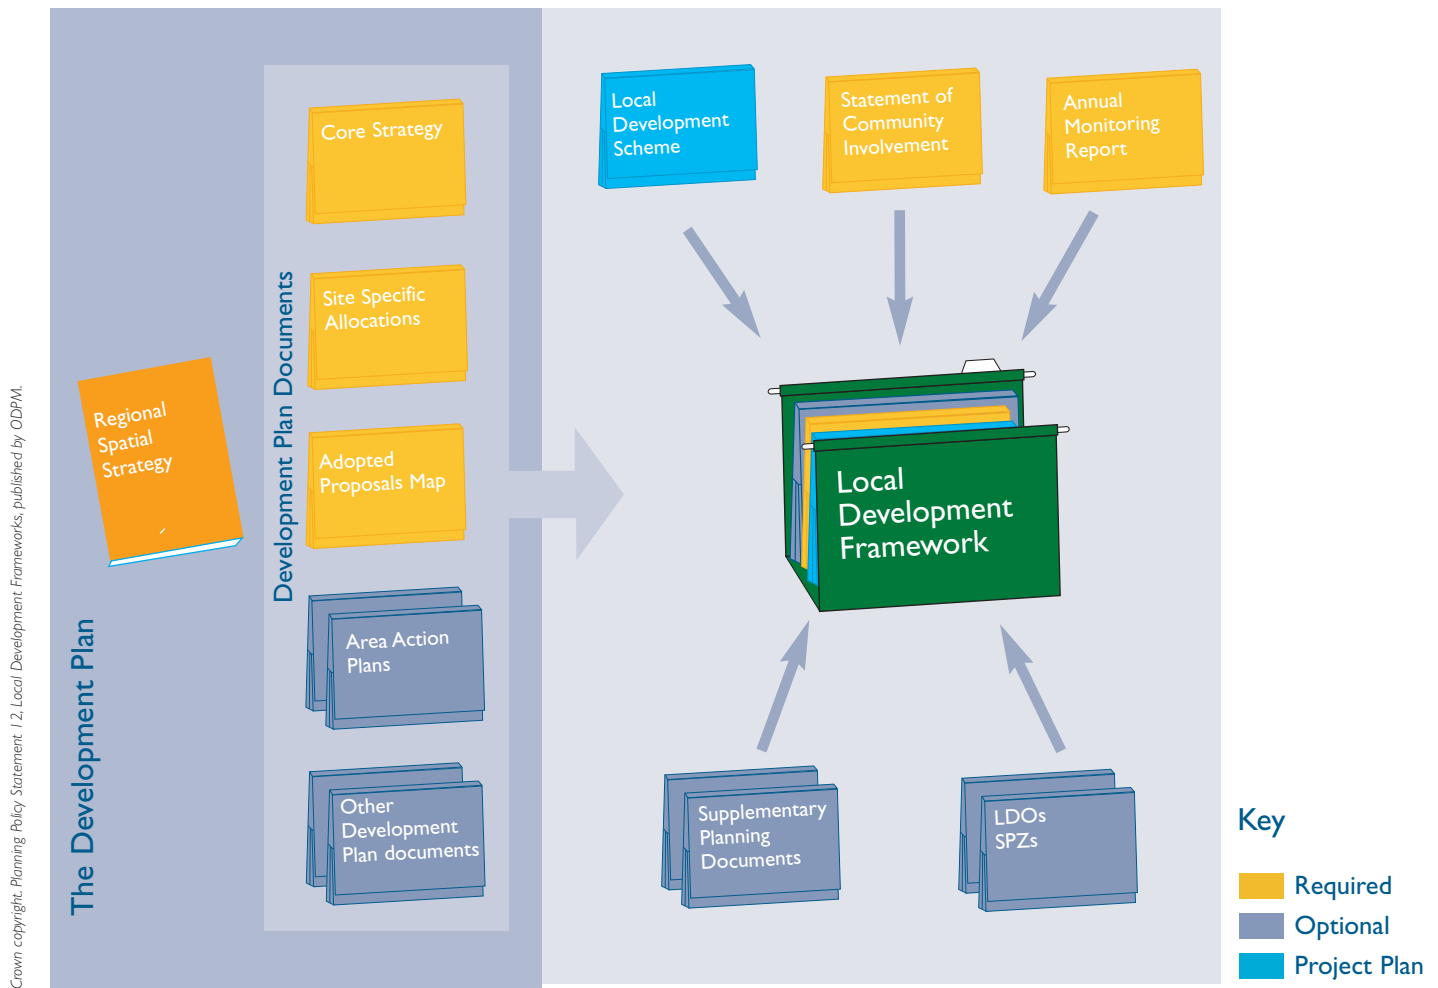 Crown copyright. Planning Policy Statement 12, Local Development Frameworks, published by ODPM.
The Development Plan
Regional
Spatial
Strategy
Development Plan Documents
Core Strategy
Site Specific
Allocations
Adopted
Proposals Map
Area Action
Plans
Other
Development
Plan documents
Local
Development
Scheme
Statement of
Community
Involvement
Annual
Monitoring
Report
Local
Development
Framework
Supplementary
Planning
Documents
LDOs
SPZs
Key
Required
Optional
Project Plan